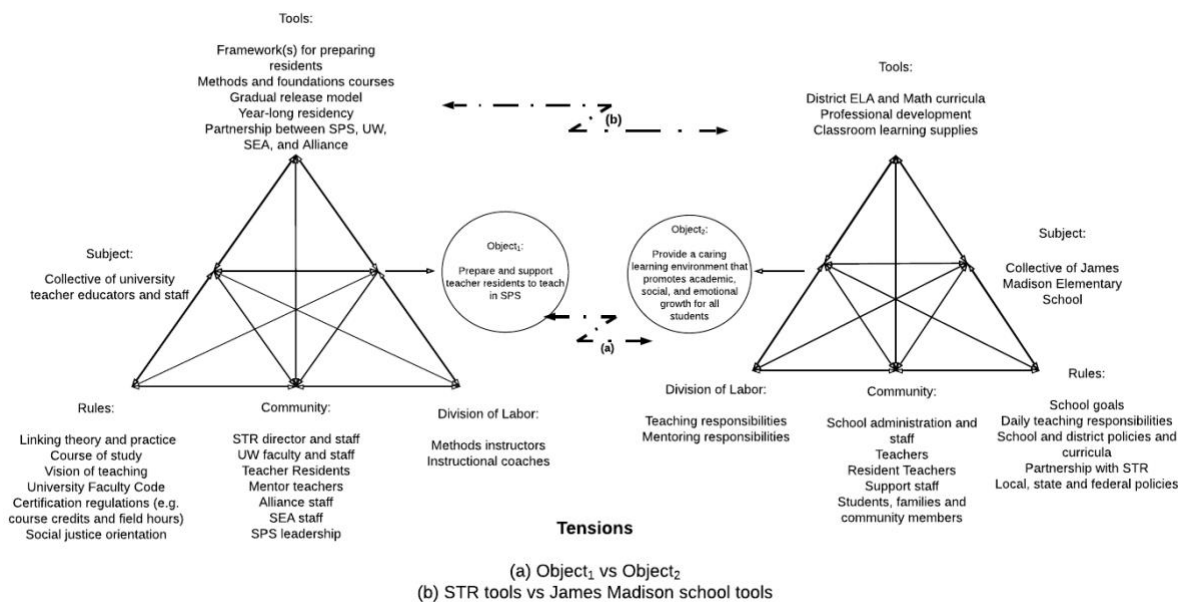 Tools:
Framework(s) for preparing
residents
Methods and foundations courses
Gradual release model
Year-long residency
Partnership between SPS, UW,
SEA, and Alliance
(b)
Tools:
District ELA and Math curricula
Professional development
Classroom learning supplies
Subject:
Collective of university
teacher educators and staff
Object₁:
Prepare and support
teacher residents to teach
in SPS
Object₂:
Provide a caring
learning environment that
promotes academic,
social, and emotional
growth for all
students
(a)
Subject:
Collective of James
Madison Elementary
School
Rules:
Linking theory and practice
Course of study
Vision of teaching
University Faculty Code
Certification regulations (e.g.
course credits and field hours)
Social justice orientation
Community:
STR director and staff
UW faculty and staff
Teacher Residents
Mentor teachers
Alliance staff
SEA staff
SPS leadership
Division of Labor:
Methods instructors
Instructional coaches
Division of Labor:
Teaching responsibilities
Mentoring responsibilities
Community:
School administration and
staff
Teachers
Resident Teachers
Support staff
Students, families and
community members
Rules:
School goals
Daily teaching responsibilities
School and district policies and
curricula
Partnership with STR
Local, state and federal policies
Tensions
(a) Object₁ vs Object₂
(b) STR tools vs James Madison school tools